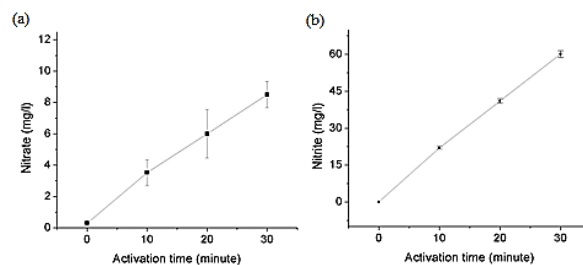 (a)
12
10
8
6
4
2
0
Nitrate (mg/l)
0 10 20 30
Activation time (minute)
(b)
60
45
30
15
0
Nitrite (mg/l)
0 10 20 30
Activation time (minute)